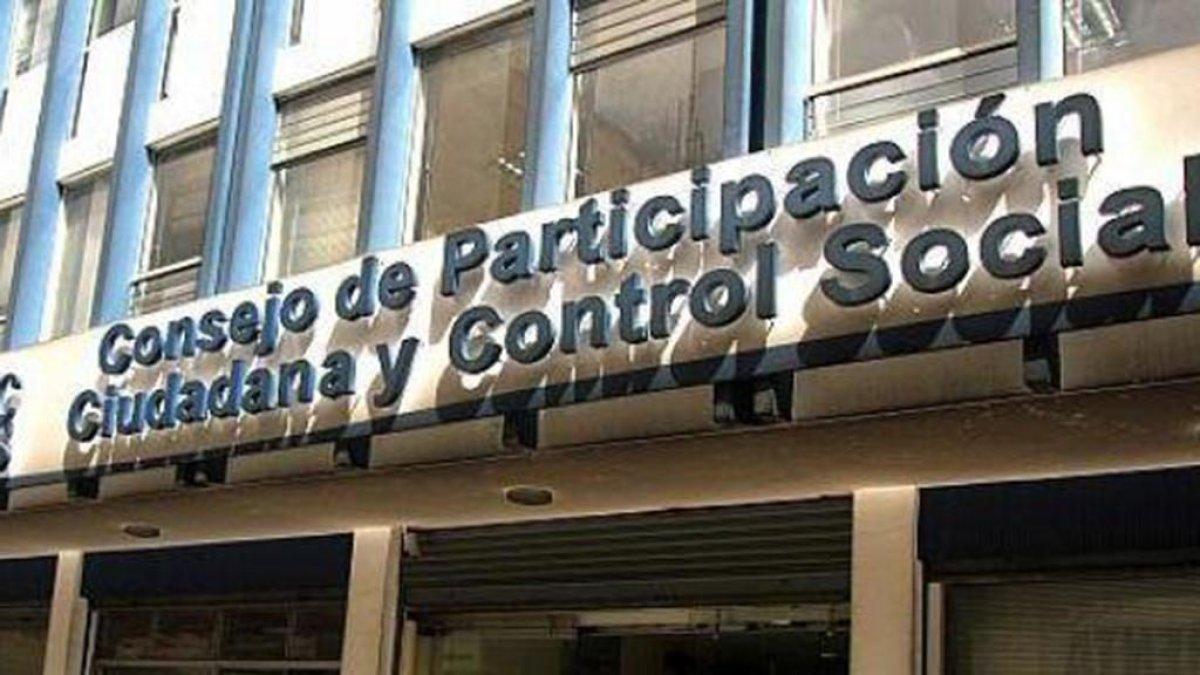 Consejo de Participación
Ciudadana y Control Social